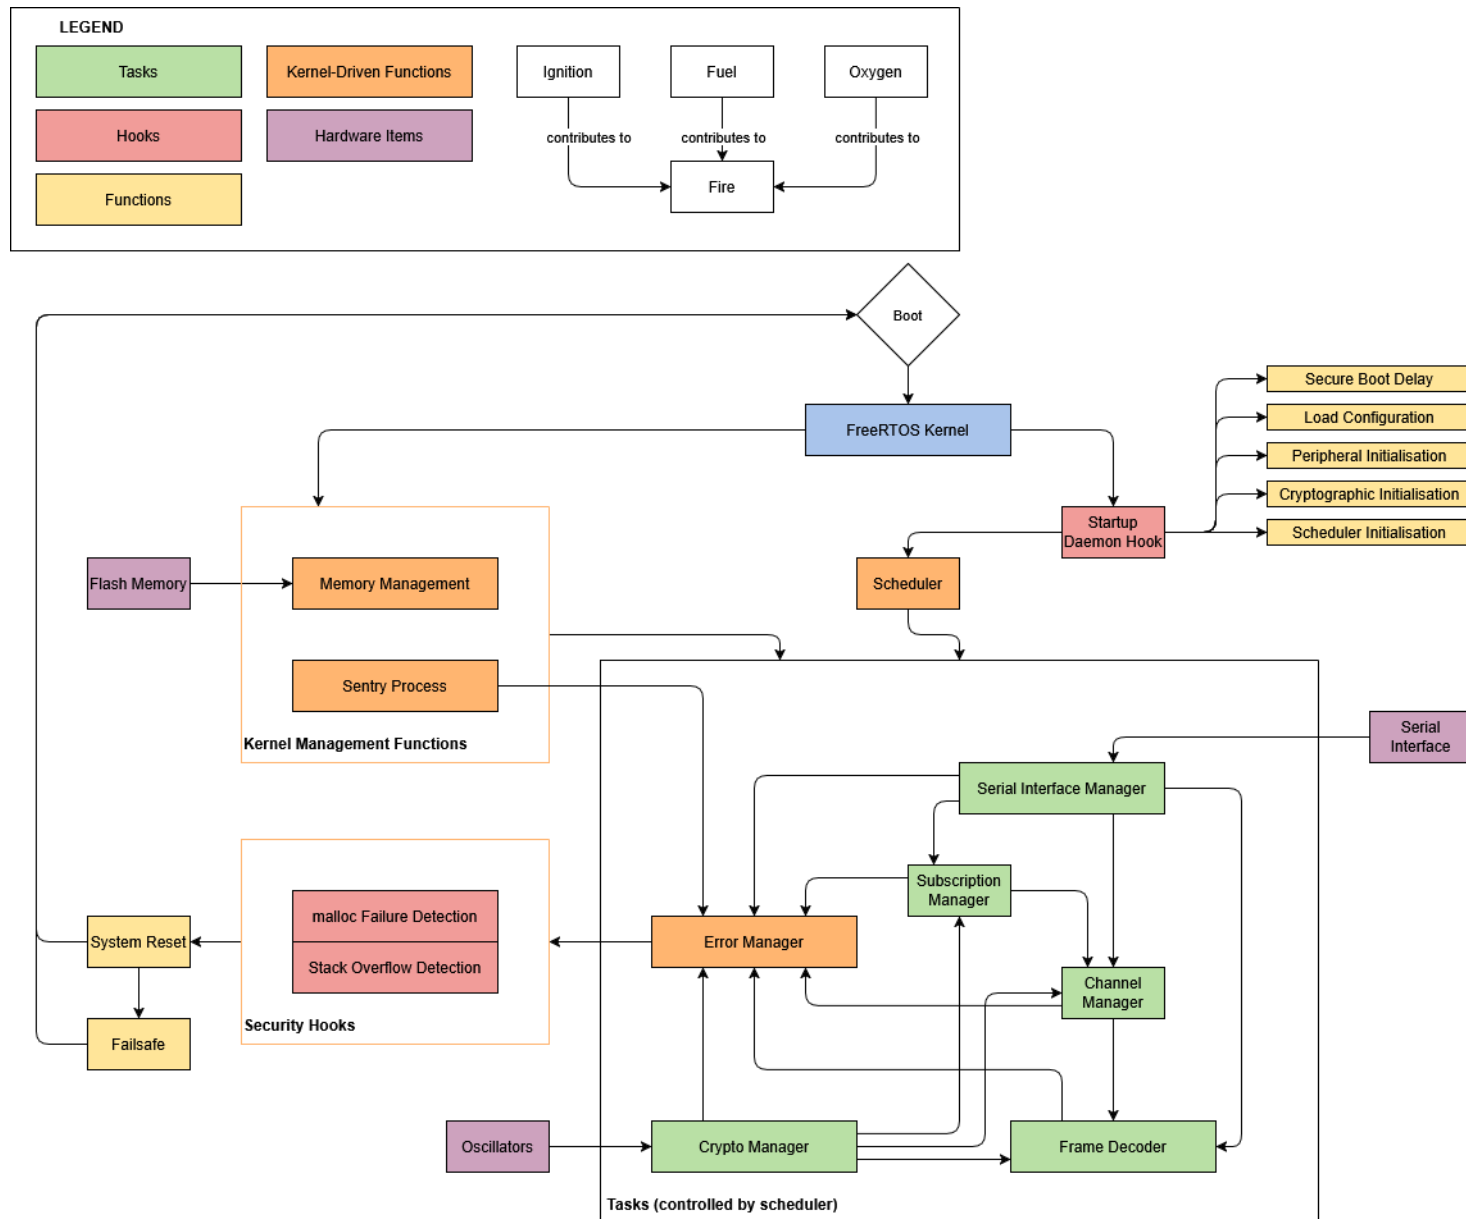 LEGEND
Tasks
Kernel-Driven Functions
Ignition
Fuel
Oxygen
Hooks
Hardware Items
contributes to
contributes to
contributes to
Functions
Fire
Boot
Secure Boot Delay
FreeRTOS Kernel
Load Configuration
Peripheral Initialisation
Cryptographic Initialisation
Startup
Daemon Hook
Scheduler Initialisation
Flash Memory
Memory Management
Scheduler
Sentry Process
Kernel Management Functions
Serial
Interface
Serial Interface Manager
Subscription
Manager
malloc Failure Detection
System Reset
Error Manager
Stack Overflow Detection
Channel
Manager
Security Hooks
Failsafe
Oscillators
Crypto Manager
Frame Decoder
Tasks (controlled by scheduler)